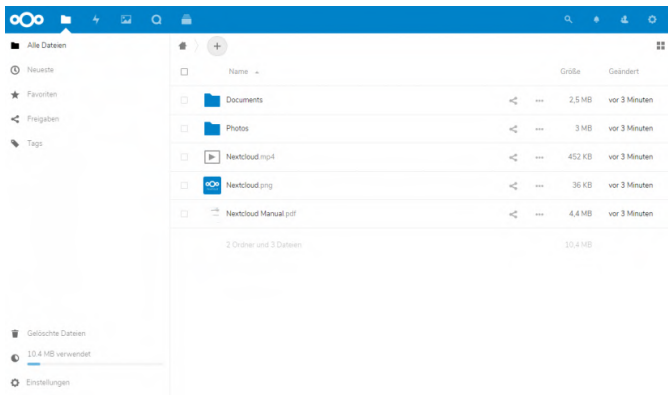 Alle Dateien
Neueste
Favoriten
Freigaben
Tags
Gelöschte Dateien
10.4 MB verwendet
Einstellungen
Name Größe Geändert
Documents 2,5 MB vor 3 Minuten
Photos 3 MB vor 3 Minuten
Nextcloud.mp4 452 KB vor 3 Minuten
Nextcloud.png 36 KB vor 3 Minuten
Nextcloud Manual.pdf 4,4 MB vor 3 Minuten
2 Ordner und 3 Dateien 10,4 MB